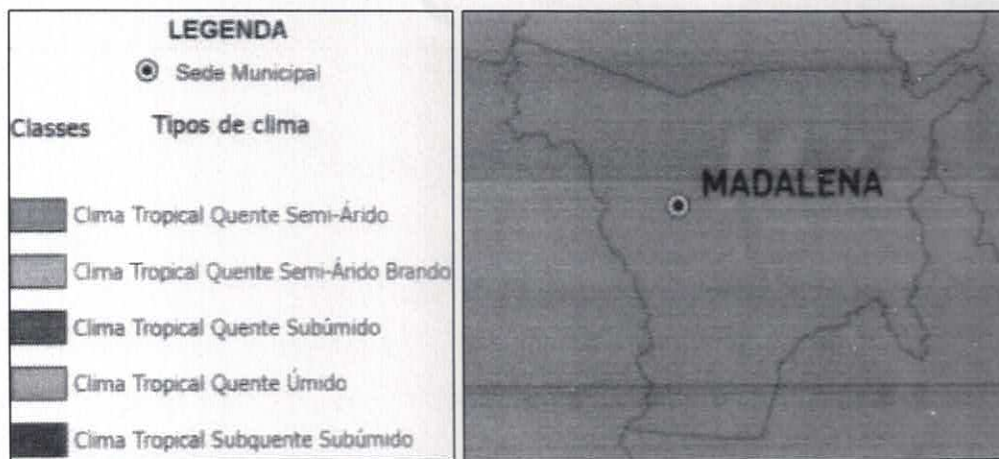 LEGENDA
Sede Municipal
Classes Tipos de clima
Clima Tropical Quente Semi-Árido
Clima Tropical Quente Semi-Árido Brando
Clima Tropical Quente Subúmido
Clima Tropical Quente Úmido
Clima Tropical Subquente Subúmido
MADALENA